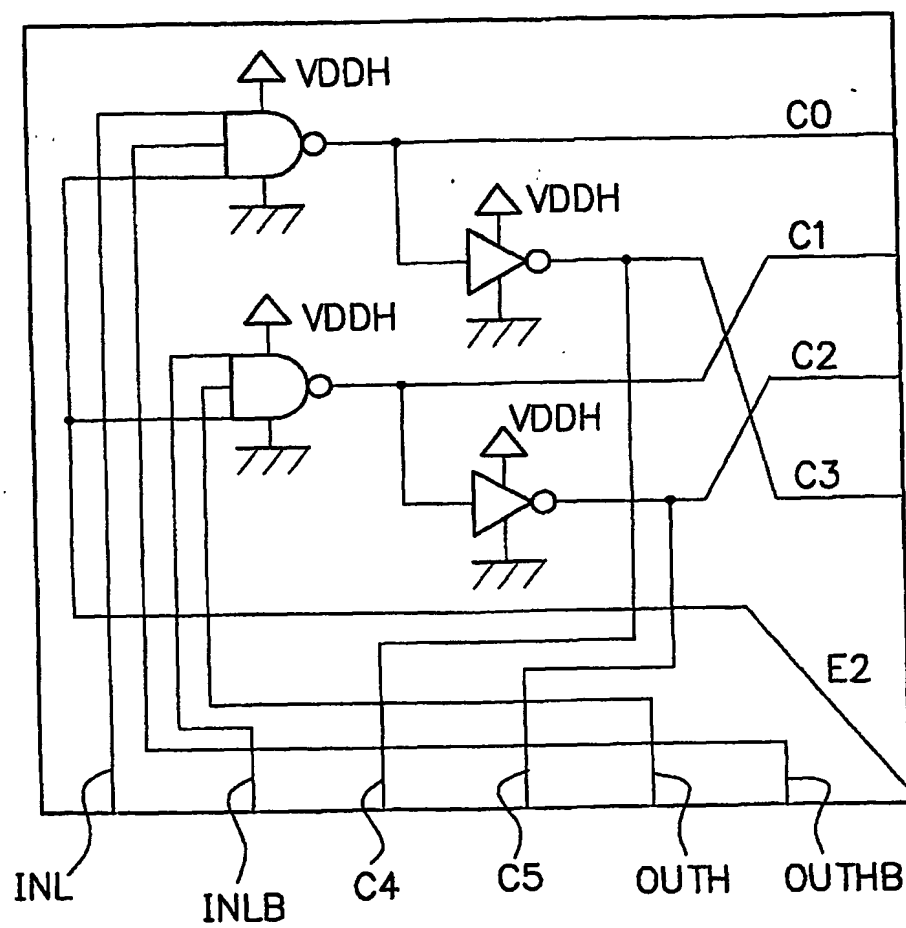 VDDH
C0
VDDH
C1
VDDH
C2
VDDH
C3
E2
INL
INLB
C4
C5
OUTH
OUTHB